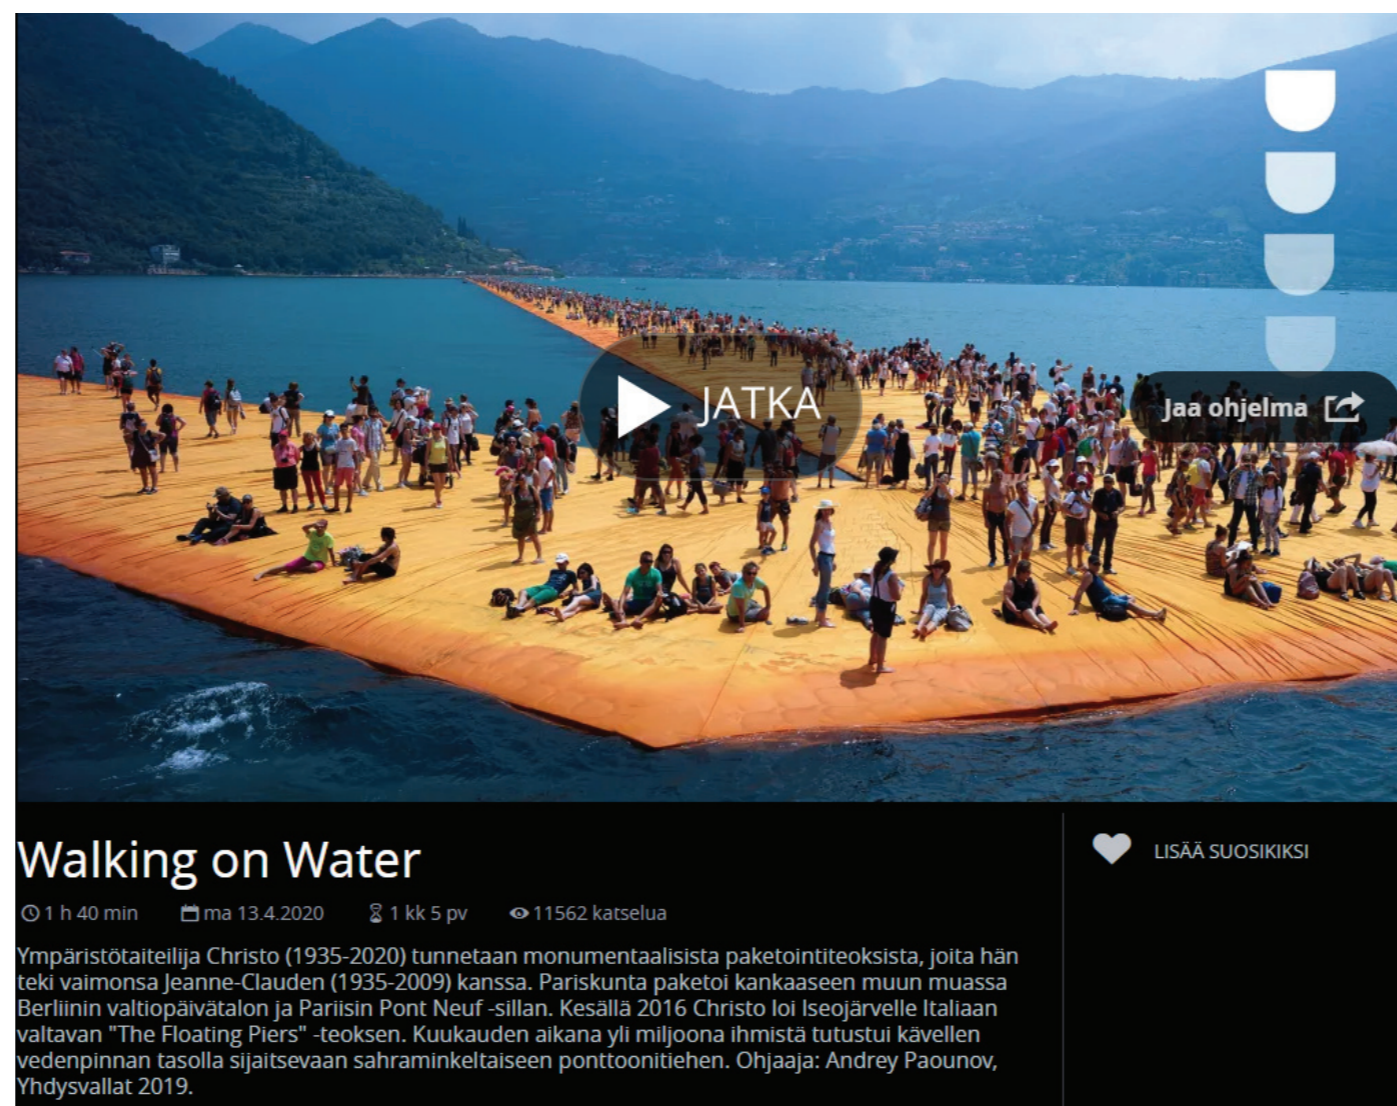 JATKA
Jaa ohjelma
Walking on Water
LISÄÄ SUOSIKIKSI
1 h 40 min ma 13.4.2020 1 kk 5 pv 11562 katselua
Ympäristötaiteilija Christo (1935-2020) tunnetaan monumentaalisista paketointiteoksista, joita hän
teki vaimonsa Jeanne-Clauden (1935-2009) kanssa. Pariskunta paketoi kankaaseen muun muassa
Berliinin valtiopäivätalon ja Pariisin Pont Neuf -sillan. Kesällä 2016 Christo loi Iseojärvelle Italiaan
valtavan "The Floating Piers" -teoksen. Kuukauden aikana yli miljoona ihmistä tutustui kävellen
vedenpinnan tasolla sijaitsevaan sahraminkeltaiseen ponttoonitiehen. Ohjaaja: Andrey Paounov,
Yhdysvallat 2019.